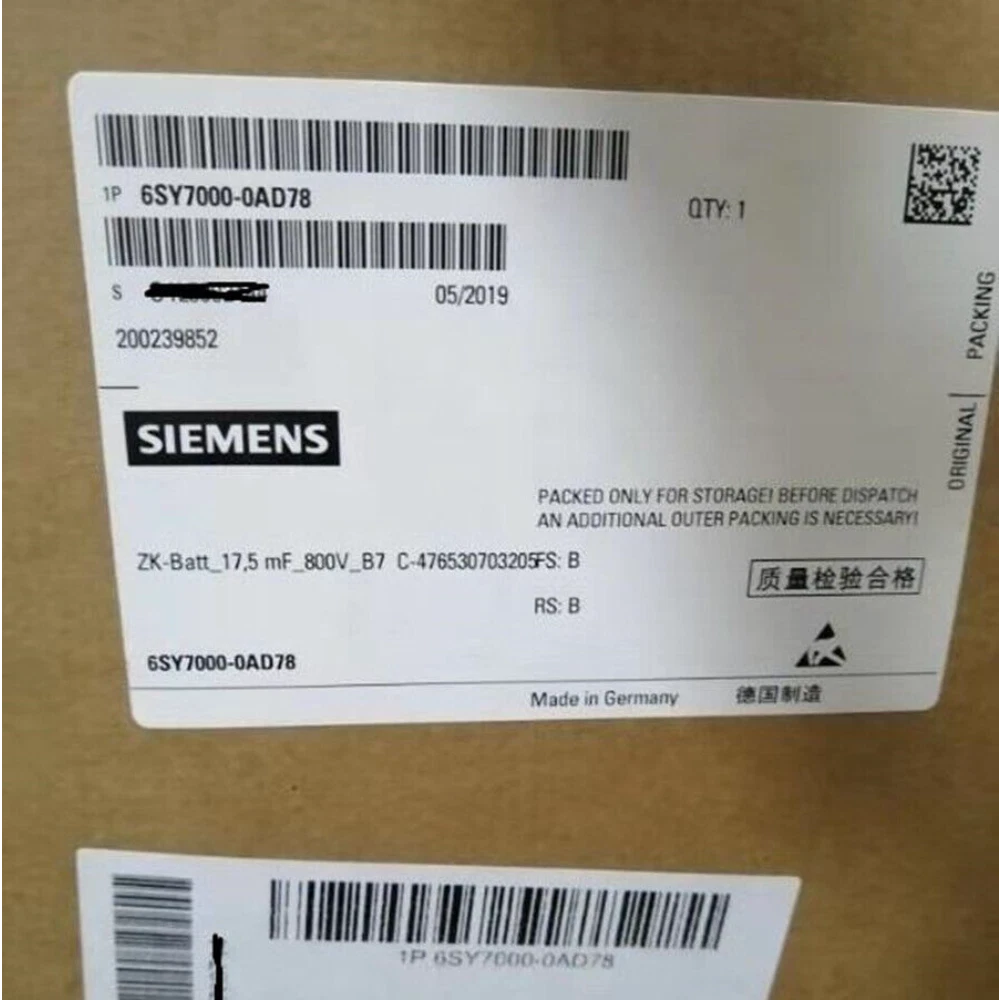 1P 6SY7000-0AD78
QTY: 1
S
05/2019
200239852
ORIGINAL PACKING
SIEMENS
PACKED ONLY FOR STORAGE! BEFORE DISPATCH
AN ADDITIONAL OUTER PACKING IS NECESSARY!
ZK-Batt_17,5 mF_800V_B7 C-476530703205FS: B
质量检验合格
RS: B
6SY7000-0AD78
Made in Germany 德国制造
1P 6SY7000-0AD78